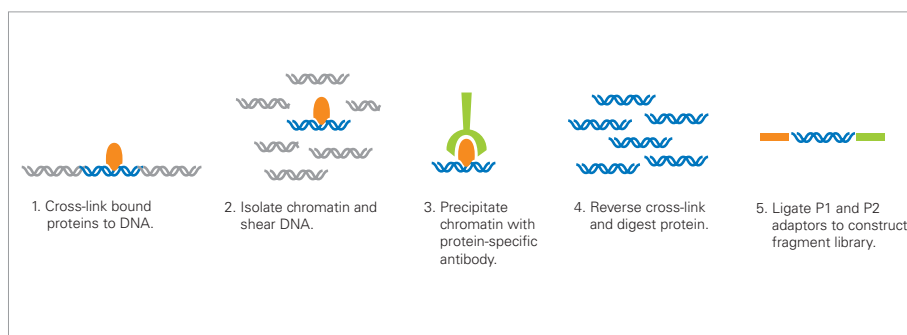 1. Cross-link bound
proteins to DNA.
2. Isolate chromatin and
shear DNA.
3. Precipitate
chromatin with
protein-specific
antibody.
4. Reverse cross-link
and digest protein.
5. Ligate P1 and P2
adaptors to construct
fragment library.